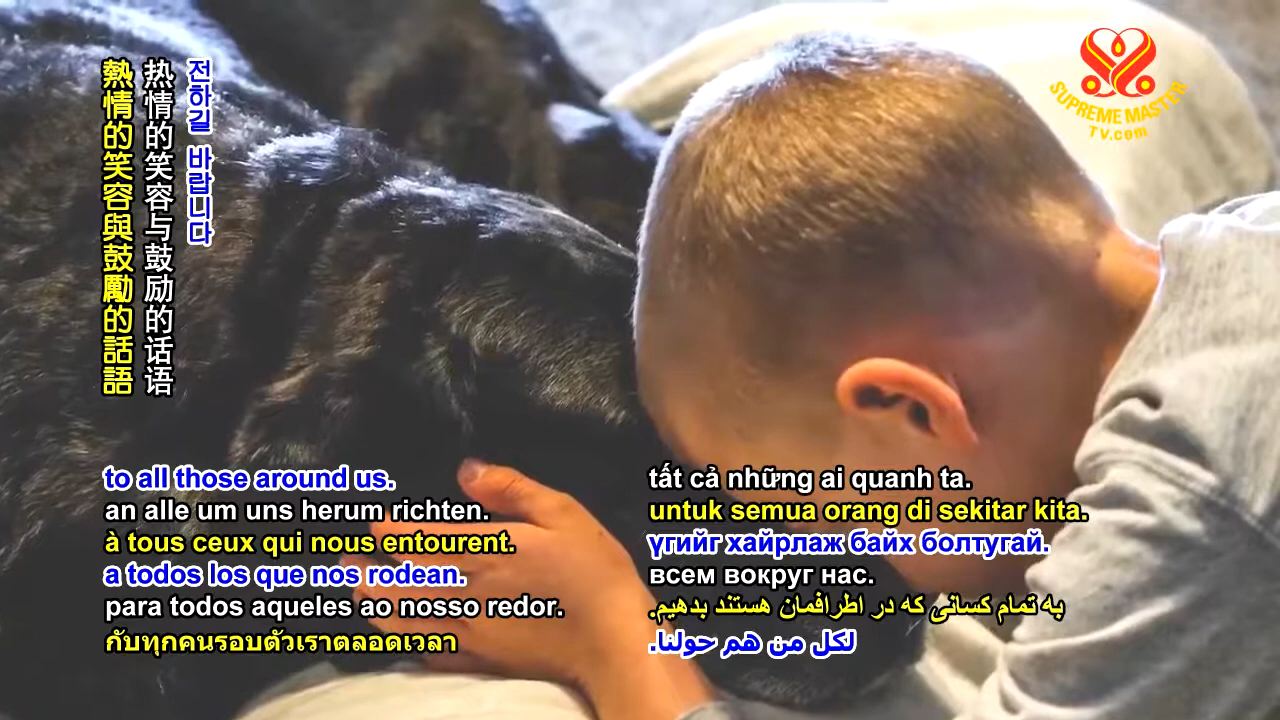 전하길 바랍니다
热情的笑容与鼓励的话语
熱情的笑容與鼓勵的話語
SUPREME MASTER
TV.com
to all those around us.
an alle um uns herum richten.
à tous ceux qui nous entourent.
a todos los que nos rodean.
para todos aqueles ao nosso redor.
กับทุกคนรอบตัวเราตลอดเวลา
tất cả những ai quanh ta.
untuk semua orang di sekitar kita.
үгийг хайрлаж байх болтугай.
всем вокруг нас.
به تمام کسانی که در اطرافمان هستند بدهیم.
لكل من هم حولنا.